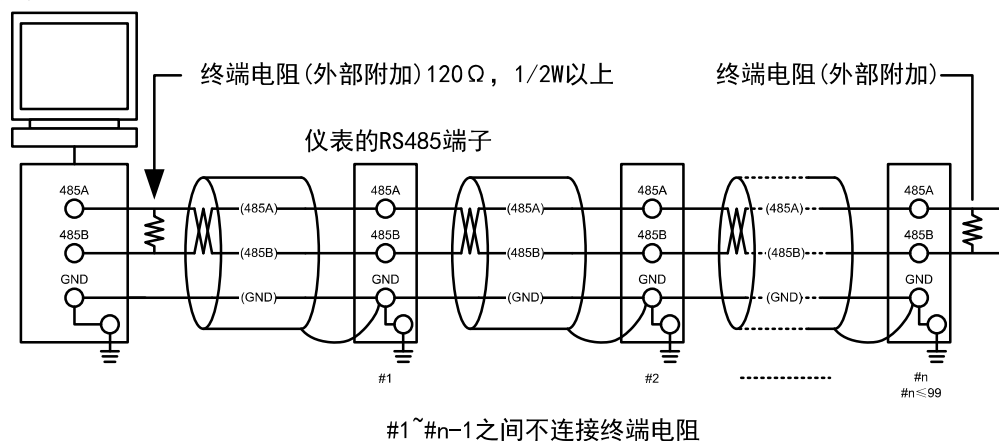 终端电阻(外部附加)120Ω，1/2W以上
终端电阻(外部附加)
仪表的RS485端子
485A
485B
GND
(485A)
(485B)
(GND)
485A
485B
GND
#1
(485A)
(485B)
(GND)
485A
485B
GND
#2
(485A)
(485B)
(GND)
485A
485B
GND
#n
#n≤99
#1~#n-1之间不连接终端电阻